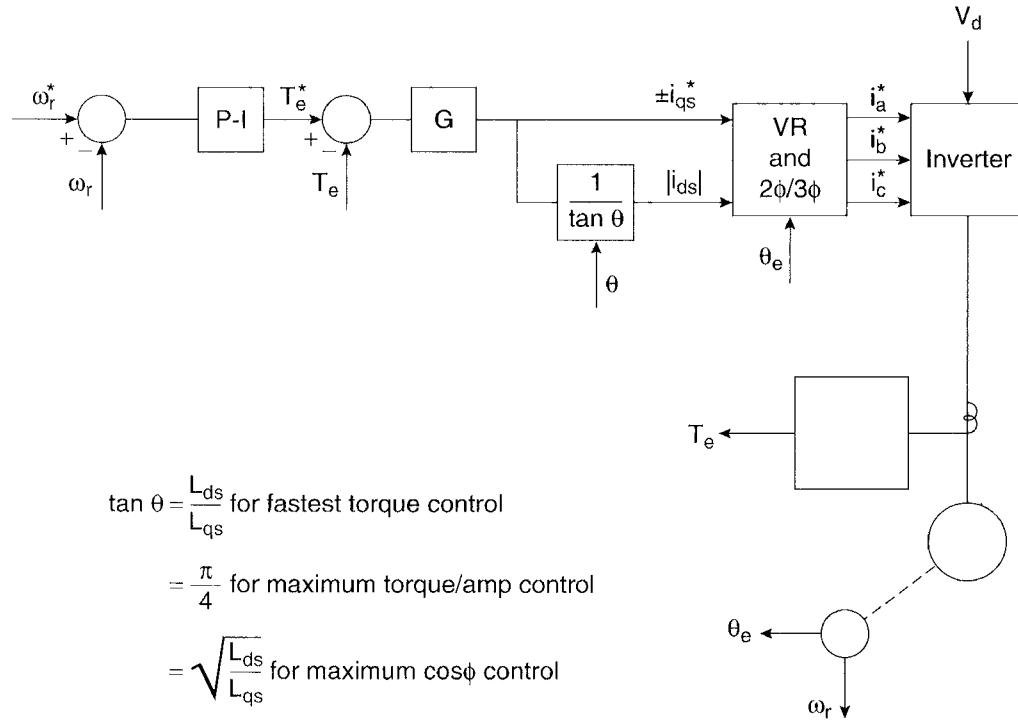 V_d
ω_r^*
+
−
ω_r
P-I
T_e^*
+
−
T_e
G
1
tan θ
θ
±i_qs^*
|i_ds|
VR
and
2ϕ/3ϕ
θ_e
i_a^*
i_b^*
i_c^*
Inverter
T_e
tan θ = L_ds/L_qs for fastest torque control
= π/4 for maximum torque/amp control
= √(L_ds/L_qs) for maximum cosϕ control
θ_e
ω_r